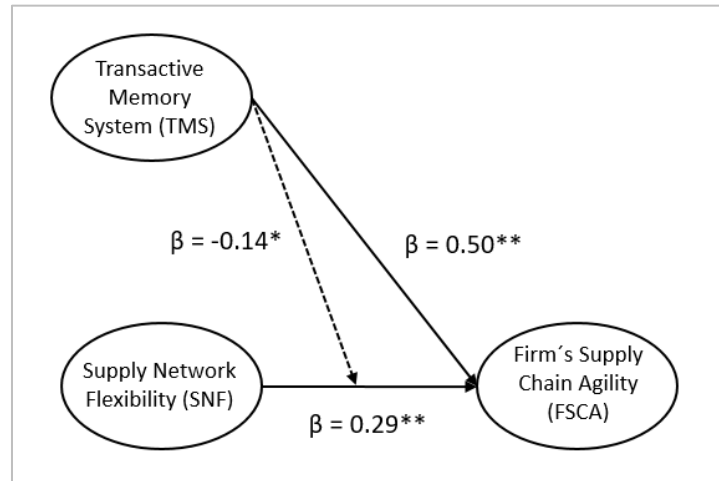 Transactive
Memory
System (TMS)
β = -0.14*
β = 0.50**
Supply Network
Flexibility (SNF)
Firm´s Supply
Chain Agility
(FSCA)
β = 0.29**